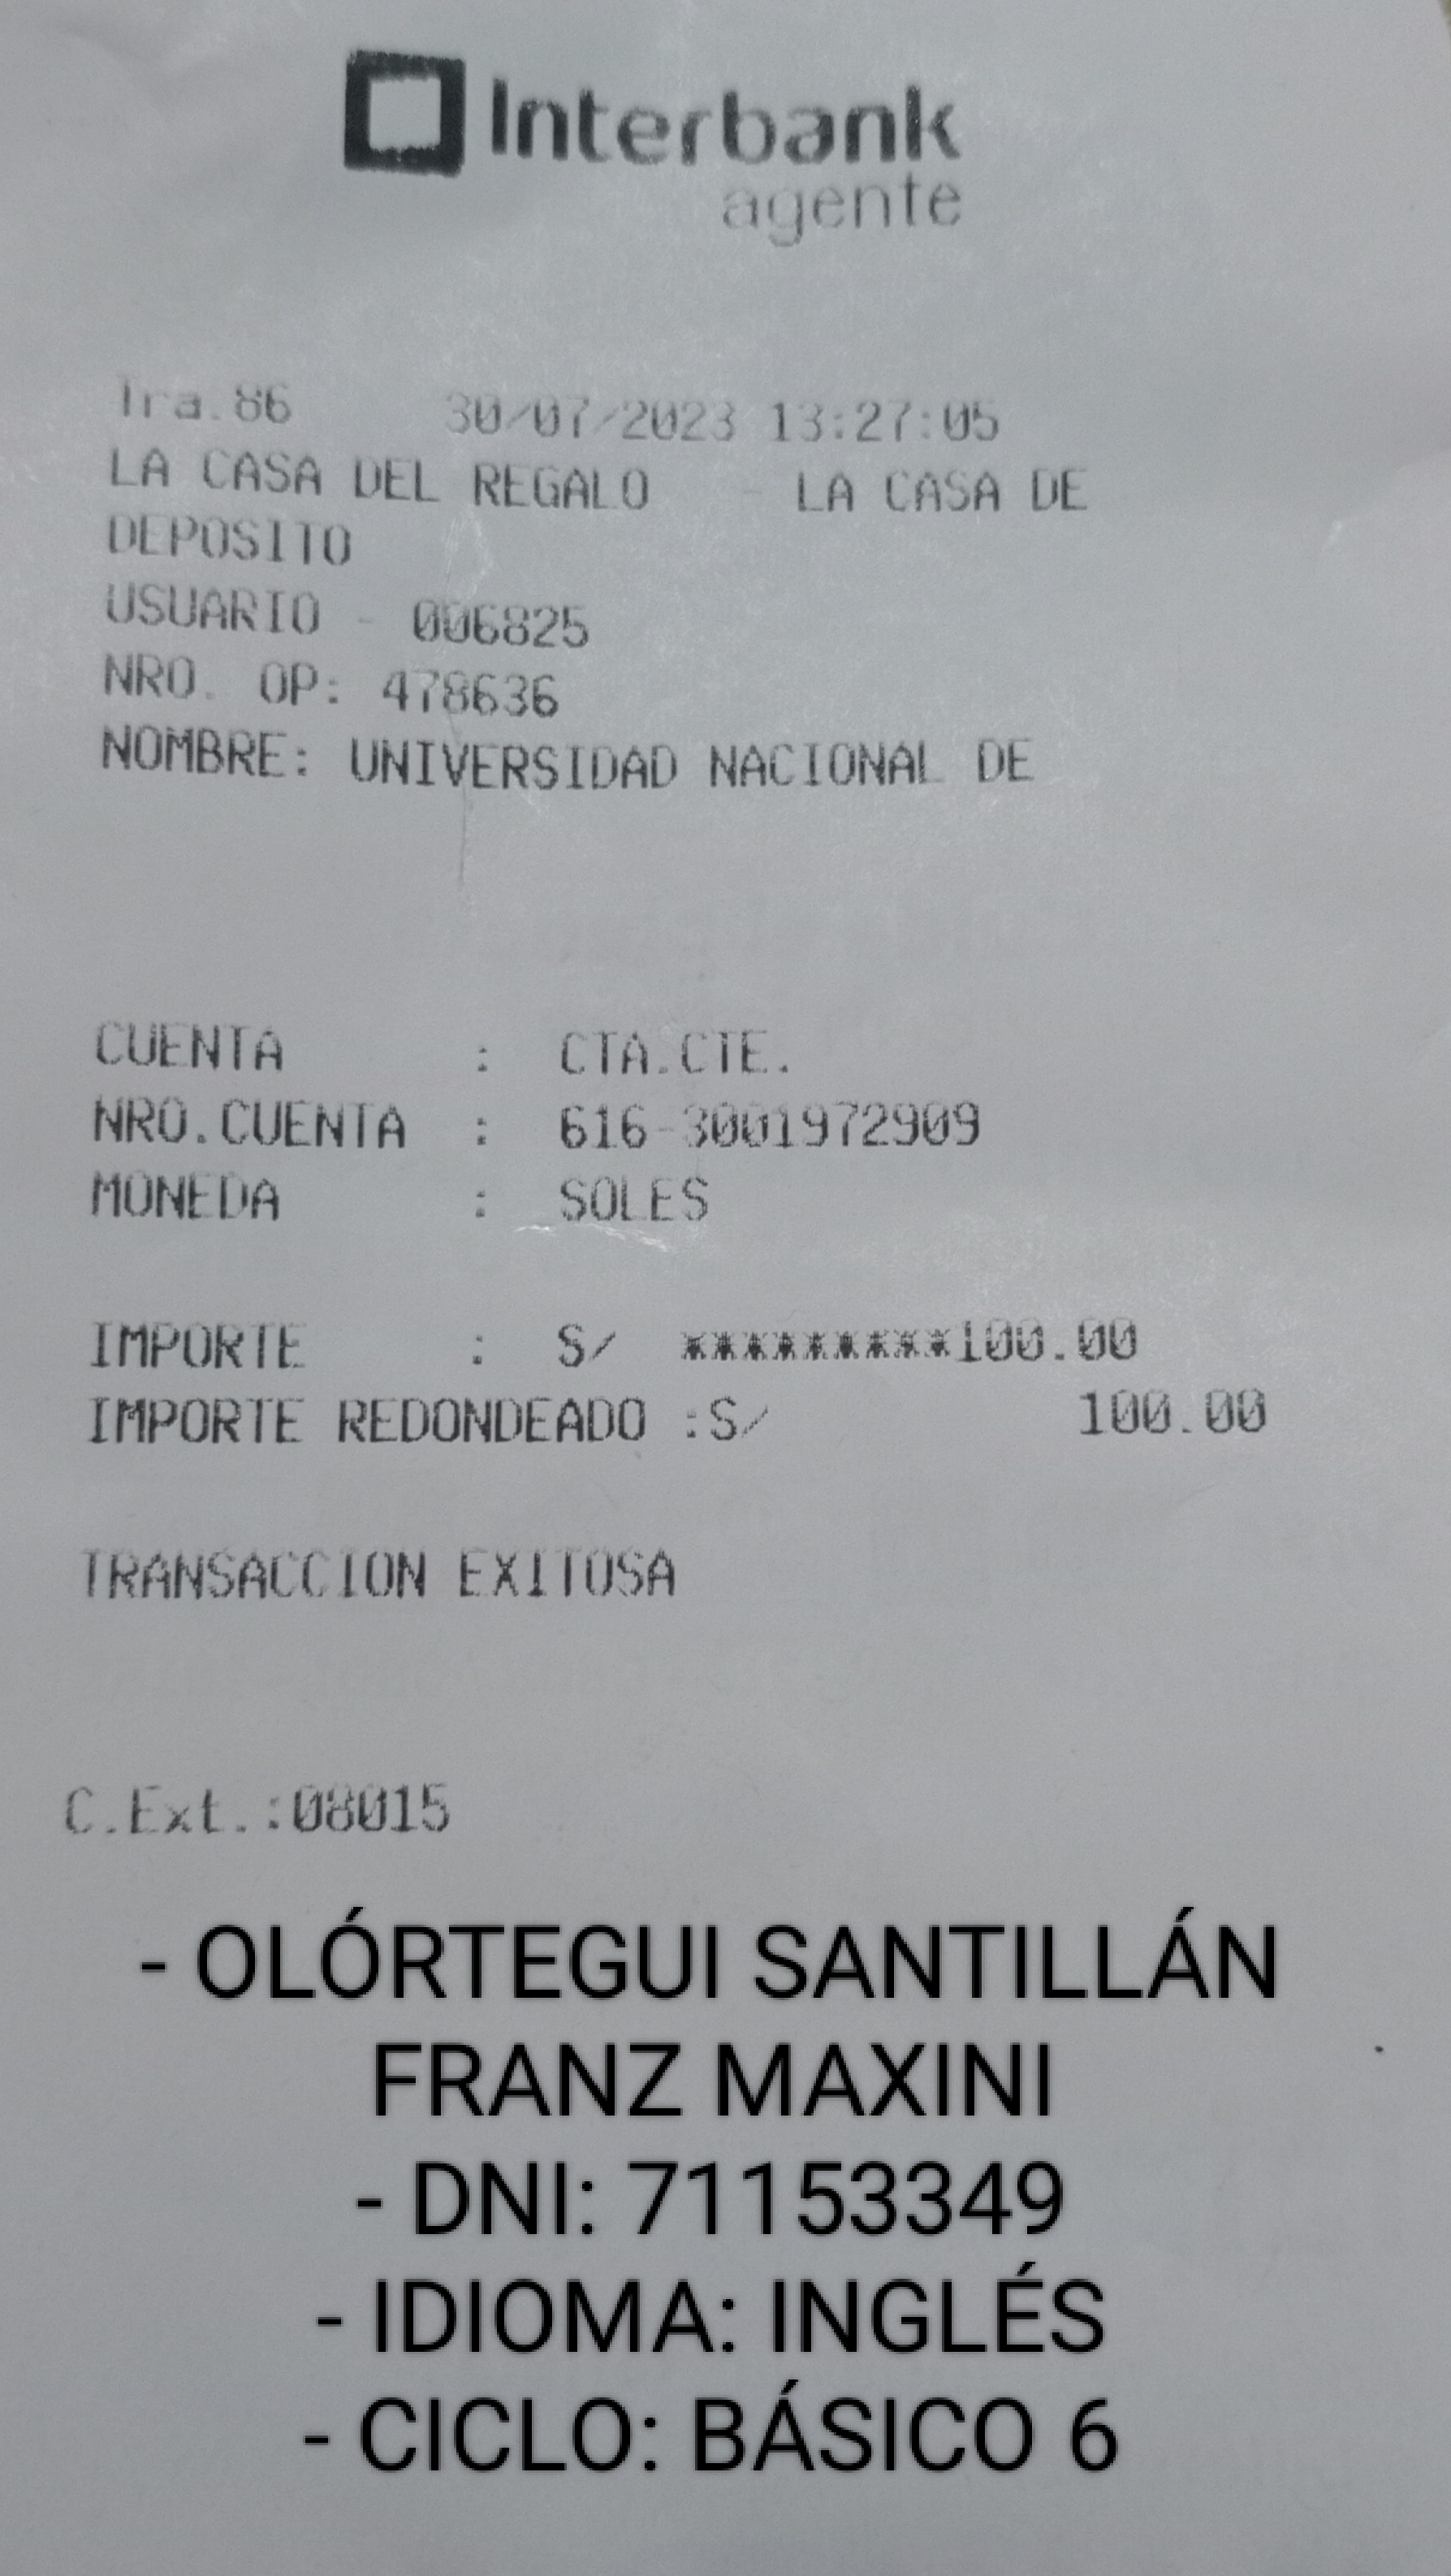 Interbank
agente
Tra.86 30/07/2023 13:27:05
LA CASA DEL REGALO - LA CASA DE
DEPOSITO
USUARIO - 006825
NRO. OP: 478636
NOMBRE: UNIVERSIDAD NACIONAL DE
CUENTA : CTA.CTE.
NRO.CUENTA : 616-3001972909
MONEDA : SOLES
IMPORTE : S/ *********100.00
IMPORTE REDONDEADO :S/ 100.00
TRANSACCION EXITOSA
C.Ext.:08015
- OLÓRTEGUI SANTILLÁN
FRANZ MAXINI
- DNI: 71153349
- IDIOMA: INGLÉS
- CICLO: BÁSICO 6